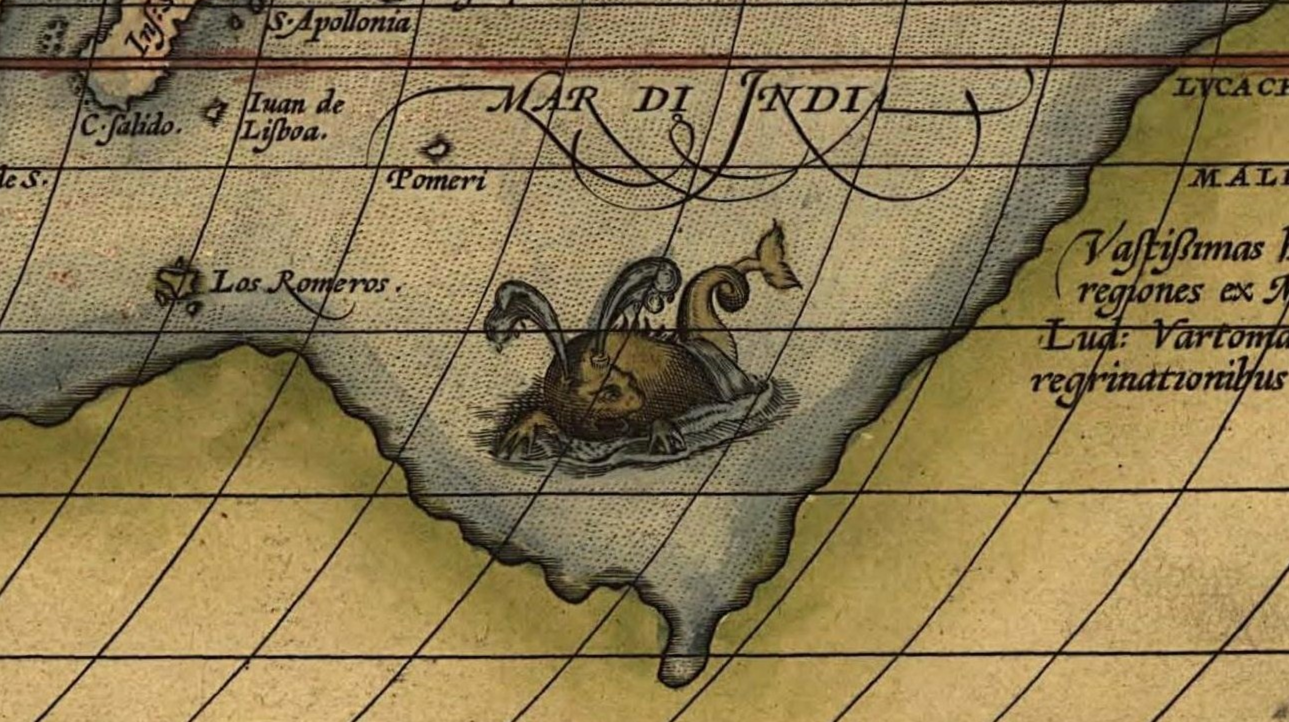 Inſ: S
S. Apollonia
C. ſalido.
Iuan de
Liſboa.
MAR DI INDIA
LVCACH
de S.
Pomeri
MALE
Vaſtiſsimas h
regiones ex M
Los Romeros.
Lud: Vartoma
regrinationibus